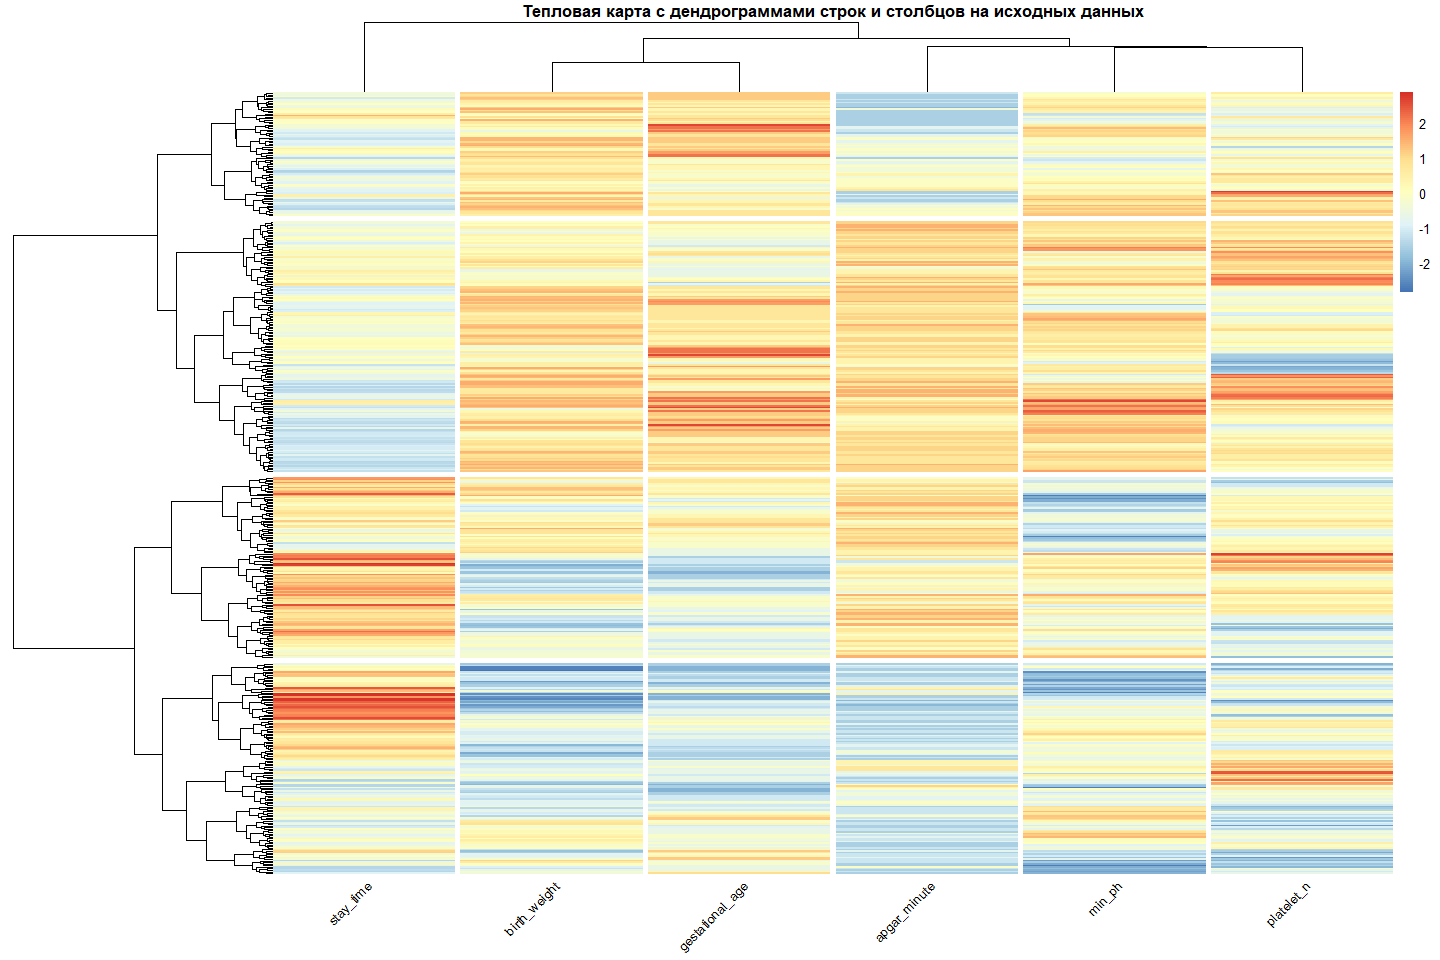 Тепловая карта с дендрограммами строк и столбцов на исходных данных
2
1
0
-1
-2
stay_time
birth_weight
gestational_age
apgar_minute
min_ph
platelet_n